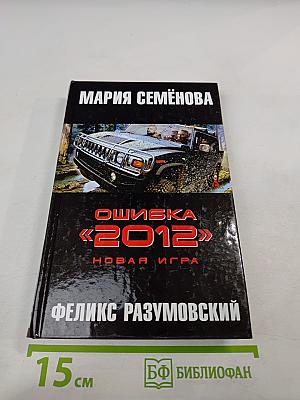 МАРИЯ СЕМЁНОВА
ОШИБКА
«2012»
НОВАЯ ИГРА
ФЕЛИКС РАЗУМОВСКИЙ
15 см
БФ БИБЛИОФАН